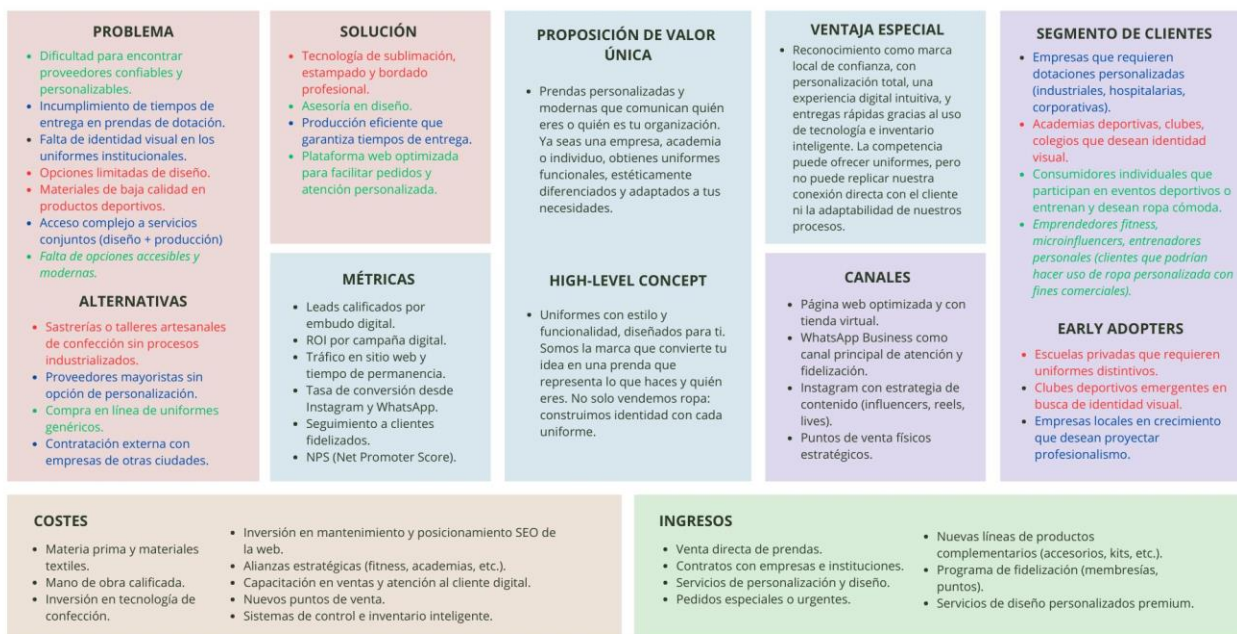 PROBLEMA
• Dificultad para encontrar
proveedores confiables y
personalizables.
• Incumplimiento de tiempos de
entrega en prendas de dotación.
• Falta de identidad visual en los
uniformes institucionales.
• Opciones limitadas de diseño.
• Materiales de baja calidad en
productos deportivos.
• Acceso complejo a servicios
conjuntos (diseño + producción)
• Falta de opciones accesibles y
modernas.
ALTERNATIVAS
• Sastrerías o talleres artesanales
de confección sin procesos
industrializados.
• Proveedores mayoristas sin
opción de personalización.
• Compra en línea de uniformes
genéricos.
• Contratación externa con
empresas de otras ciudades.
SOLUCIÓN
• Tecnología de sublimación,
estampado y bordado
profesional.
• Asesoría en diseño.
• Producción eficiente que
garantiza tiempos de entrega.
• Plataforma web optimizada
para facilitar pedidos y
atención personalizada.
MÉTRICAS
• Leads calificados por
embudo digital.
• ROI por campaña digital.
• Tráfico en sitio web y
tiempo de permanencia.
• Tasa de conversión desde
Instagram y WhatsApp.
• Seguimiento a clientes
fidelizados.
• NPS (Net Promoter Score).
PROPOSICIÓN DE VALOR
ÚNICA
• Prendas personalizadas y
modernas que comunican quién
eres o quién es tu organización.
Ya seas una empresa, academia
o individuo, obtienes uniformes
funcionales, estéticamente
diferenciados y adaptados a tus
necesidades.
HIGH-LEVEL CONCEPT
• Uniformes con estilo y
funcionalidad, diseñados para ti.
Somos la marca que convierte tu
idea en una prenda que
representa lo que haces y quién
eres. No solo vendemos ropa:
construimos identidad con cada
uniforme.
VENTAJA ESPECIAL
• Reconocimiento como marca
local de confianza, con
personalización total, una
experiencia digital intuitiva, y
entregas rápidas gracias al uso
de tecnología e inventario
inteligente. La competencia
puede ofrecer uniformes, pero
no puede replicar nuestra
conexión directa con el cliente
ni la adaptabilidad de nuestros
procesos.
CANALES
• Página web optimizada y con
tienda virtual.
• WhatsApp Business como
canal principal de atención y
fidelización.
• Instagram con estrategia de
contenido (influencers, reels,
lives).
• Puntos de venta físicos
estratégicos.
SEGMENTO DE CLIENTES
• Empresas que requieren
dotaciones personalizadas
(industriales, hospitalarias,
corporativas).
• Academias deportivas, clubes,
colegios que desean identidad
visual.
• Consumidores individuales que
participan en eventos deportivos o
entrenan y desean ropa cómoda.
• Emprendedores fitness,
microinfluencers, entrenadores
personales (clientes que podrían
hacer uso de ropa personalizada con
fines comerciales).
EARLY ADOPTERS
• Escuelas privadas que requieren
uniformes distintivos.
• Clubes deportivos emergentes en
busca de identidad visual.
• Empresas locales en crecimiento
que desean proyectar
profesionalismo.
COSTES
• Materia prima y materiales
textiles.
• Mano de obra calificada.
• Inversión en tecnología de
confección.
• Inversión en mantenimiento y posicionamiento SEO de
la web.
• Alianzas estratégicas (fitness, academias, etc.).
• Capacitación en ventas y atención al cliente digital.
• Nuevos puntos de venta.
• Sistemas de control e inventario inteligente.
INGRESOS
• Venta directa de prendas.
• Contratos con empresas e instituciones.
• Servicios de personalización y diseño.
• Pedidos especiales o urgentes.
• Nuevas líneas de productos
complementarios (accesorios, kits, etc.).
• Programa de fidelización (membresías,
puntos).
• Servicios de diseño personalizados premium.